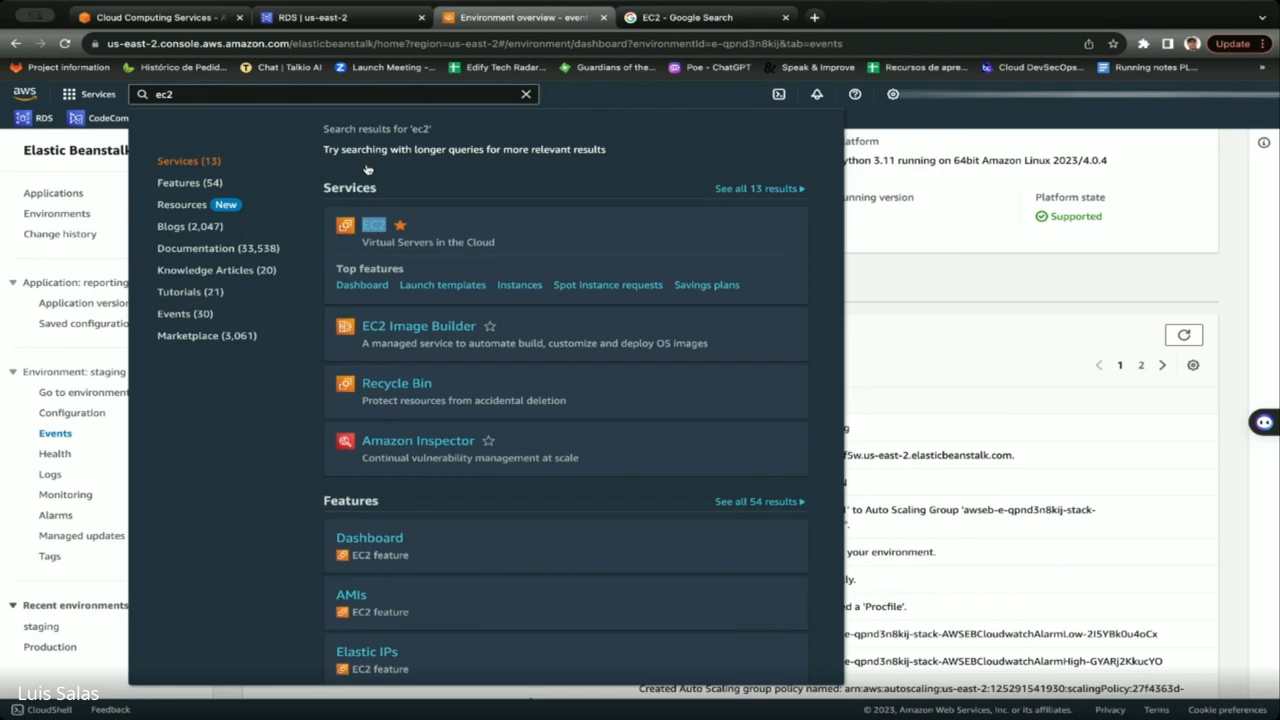 Cloud Computing Services - A
RDS | us-east-2
Environment overview - event
EC2 - Google Search
us-east-2.console.aws.amazon.com/elasticbeanstalk/home?region=us-east-2#/environment/dashboard?environmentId=e-qpnd3n8kij&tab=events
Update
Project information
Histórico de Pedid...
Chat | Talkio AI
Launch Meeting -...
Edify Tech Radar...
Guardians of the...
Poe - ChatGPT
Speak & Improve
Recursos de apre...
Cloud DevSecOps...
Running notes PL...
»
aws
Services
ec2
RDS
CodeCom
Elastic Beanstalk
Applications
Environments
Change history
Application: reporting
Application version
Saved configuratio
Environment: staging
Go to environment
Configuration
Events
Health
Logs
Monitoring
Alarms
Managed updates
Tags
Recent environments
staging
Production
Services (13)
Features (54)
Resources New
Blogs (2,047)
Documentation (33,538)
Knowledge Articles (20)
Tutorials (21)
Events (30)
Marketplace (3,061)
Search results for 'ec2'
Try searching with longer queries for more relevant results
Services
See all 13 results
EC2
Virtual Servers in the Cloud
Top features
Dashboard Launch templates Instances Spot Instance requests Savings plans
EC2 Image Builder
A managed service to automate build, customize and deploy OS images
Recycle Bin
Protect resources from accidental deletion
Amazon Inspector
Continual vulnerability management at scale
Features
See all 54 results
Dashboard
EC2 feature
AMIs
EC2 feature
Elastic IPs
EC2 feature
latform
ython 3.11 running on 64bit Amazon Linux 2023/4.0.4
unning version
Platform state
Supported
1 2
g
f5w.us-east-2.elasticbeanstalk.com.
N
1' to Auto Scaling Group 'awseb-e-qpnd3n8kij-stack-
'.
your environment.
ly.
ed a 'Procfile'.
e-qpnd3n8kij-stack-AWSEBCloudwatchAlarmLow-2I5YBk0u4oCx
e-qpnd3n8kij-stack-AWSEBCloudwatchAlarmHigh-GYARj2KkucYO
Created Auto Scaling group policy named: arn:aws:autoscaling:us-east-2:125291541930:scalingPolicy:27f4363d-
Luis Salas
CloudShell
Feedback
© 2023, Amazon Web Services, Inc. or its affiliates.
Privacy
Terms
Cookie preferences